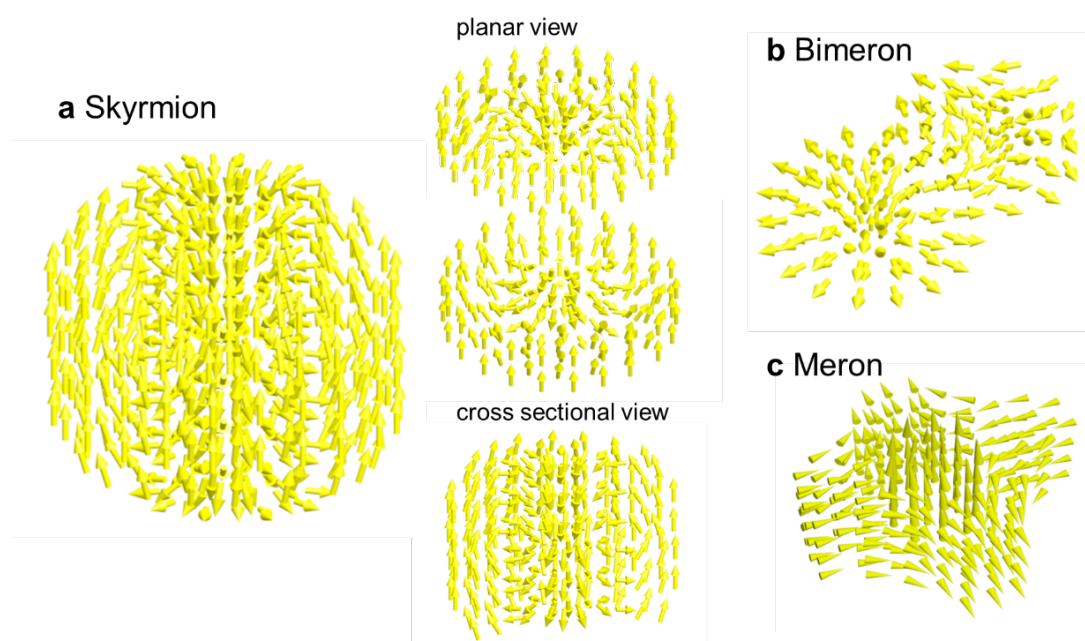 planar view
a Skyrmion
cross sectional view
b Bimeron
c Meron